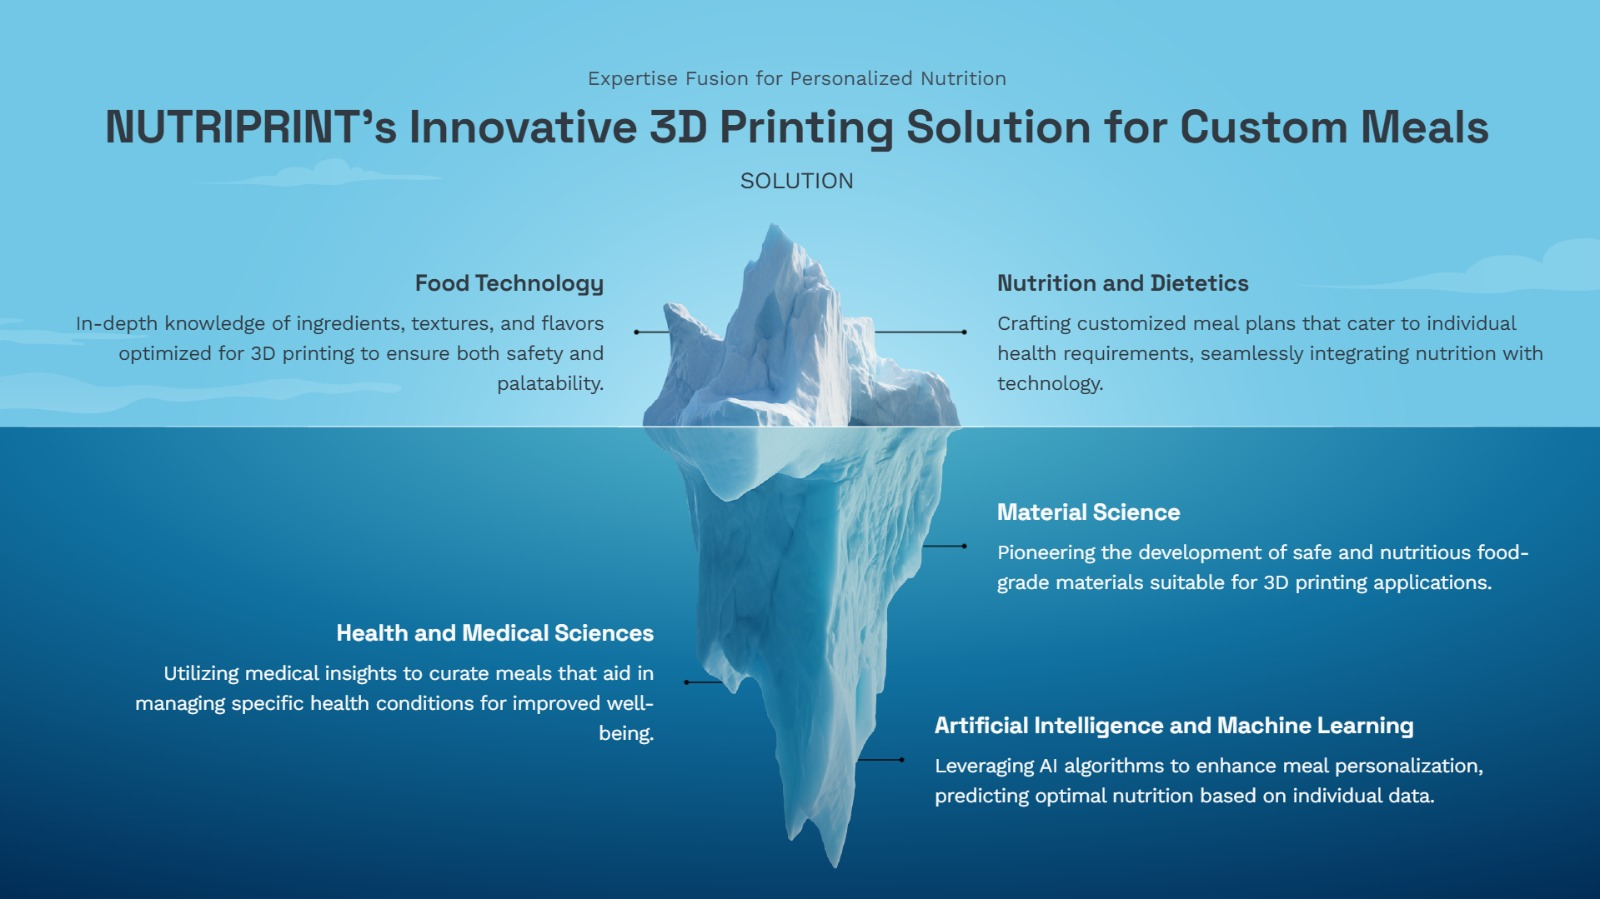 Expertise Fusion for Personalized Nutrition
NUTRIPRINT's Innovative 3D Printing Solution for Custom Meals
SOLUTION
Food Technology
In-depth knowledge of ingredients, textures, and flavors
optimized for 3D printing to ensure both safety and
palatability.
Nutrition and Dietetics
Crafting customized meal plans that cater to individual
health requirements, seamlessly integrating nutrition with
technology.
Material Science
Pioneering the development of safe and nutritious food-
grade materials suitable for 3D printing applications.
Health and Medical Sciences
Utilizing medical insights to curate meals that aid in
managing specific health conditions for improved well-
being.
Artificial Intelligence and Machine Learning
Leveraging AI algorithms to enhance meal personalization,
predicting optimal nutrition based on individual data.